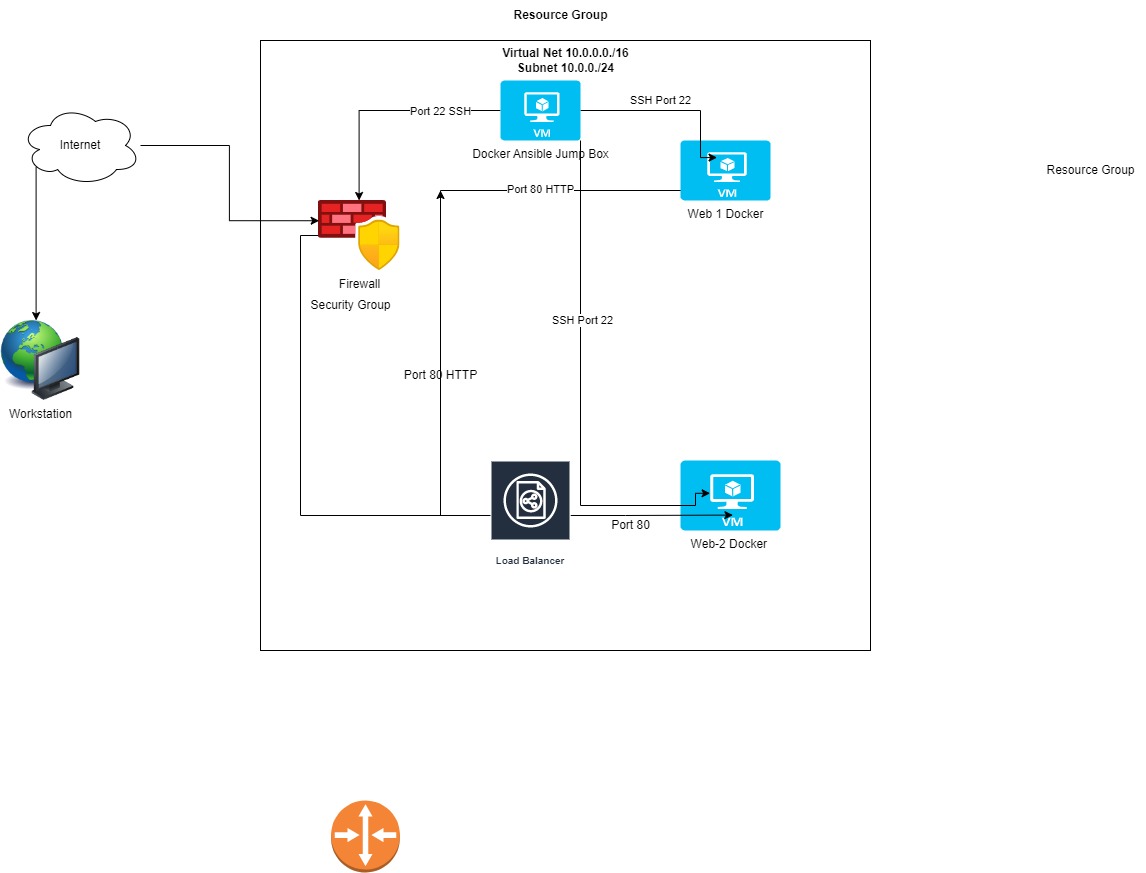 Resource Group
Virtual Net 10.0.0.0./16
Subnet 10.0.0./24
VM
Docker Ansible Jump Box
Port 22 SSH
SSH Port 22
VM
Web 1 Docker
Port 80 HTTP
Internet
Resource Group
Firewall
Security Group
SSH Port 22
Port 80 HTTP
Workstation
Load Balancer
Port 80
VM
Web-2 Docker